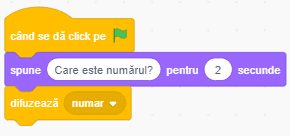 când se dă click pe
spune Care este numărul? pentru 2 secunde
difuzează numar